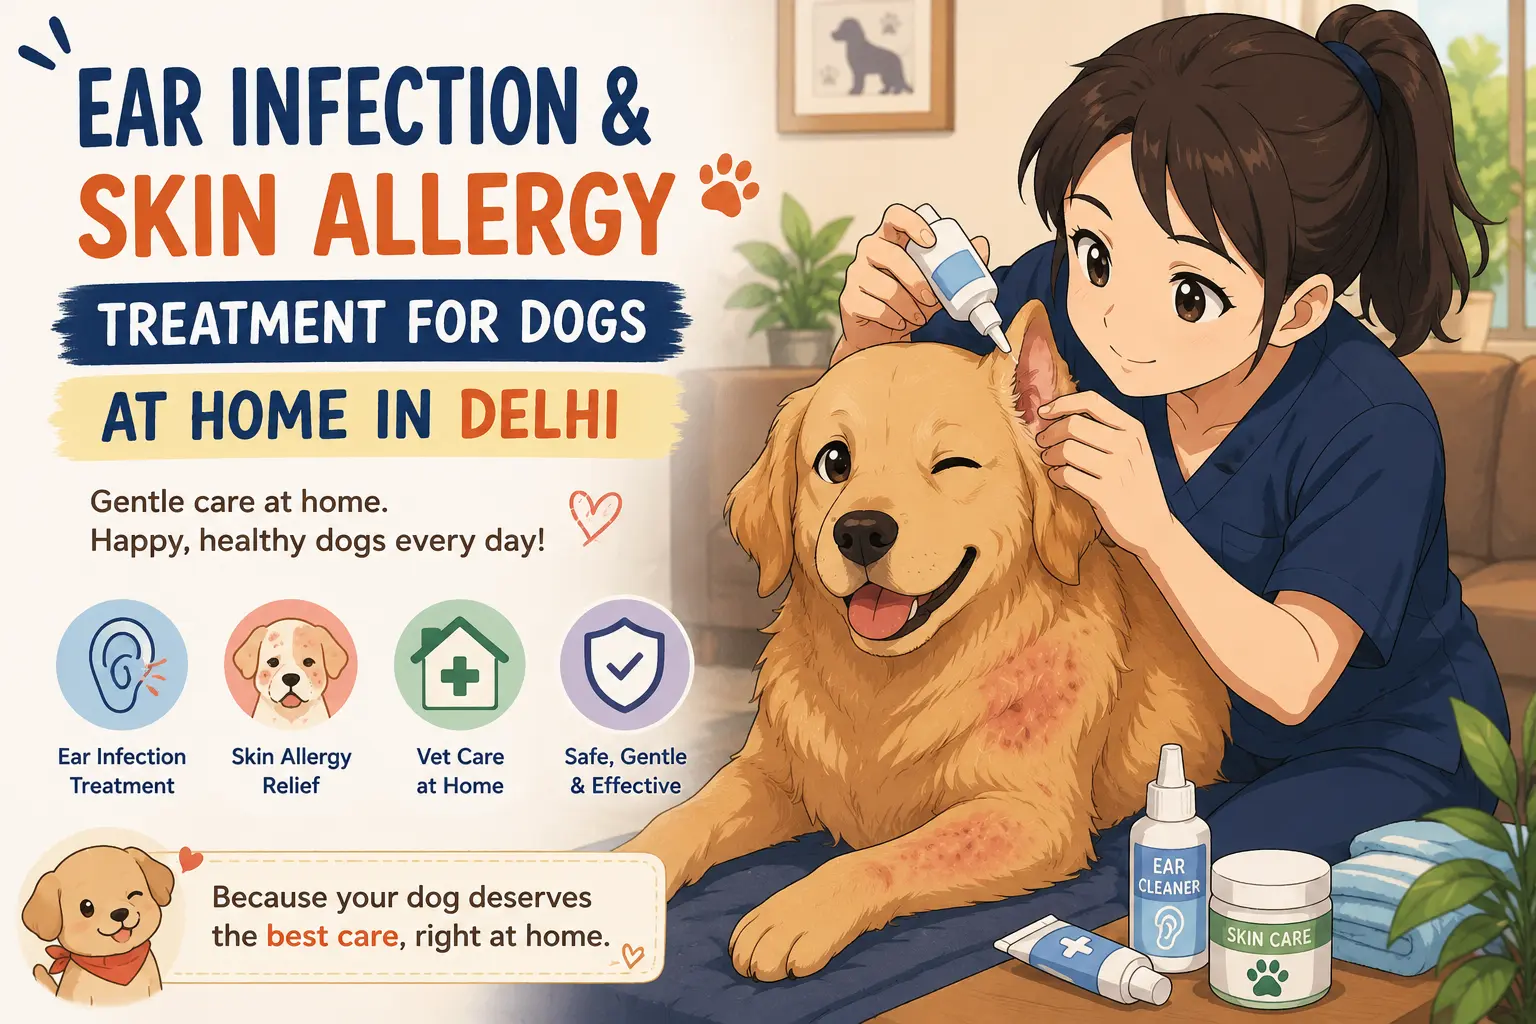 EAR INFECTION &
SKIN ALLERGY
TREATMENT FOR DOGS
AT HOME IN DELHI
Gentle care at home.
Happy, healthy dogs every day!
Ear Infection
Treatment
Skin Allergy
Relief
Vet Care
at Home
Safe, Gentle
& Effective
Because your dog deserves
the best care, right at home.
EAR
CLEANER
SKIN CARE